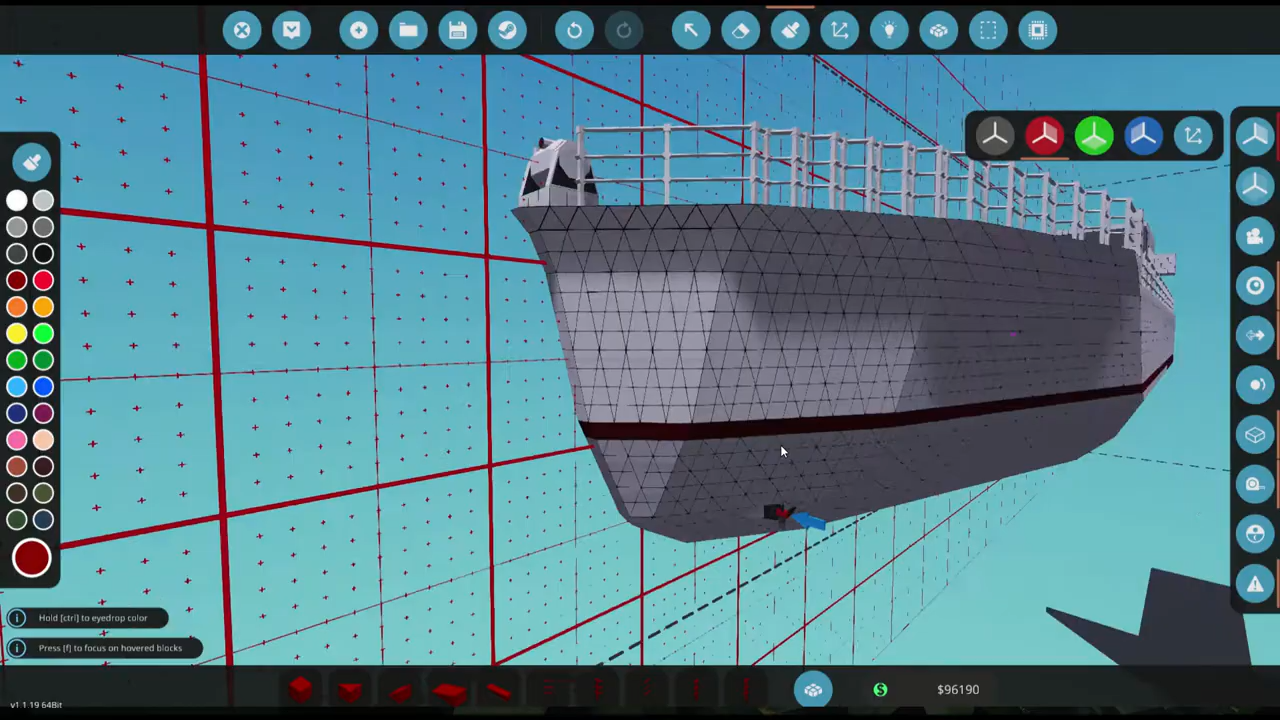 Hold [ctrl] to eyedrop color
Press [f] to focus on hovered blocks
$96190
v1.1.19 64Bit